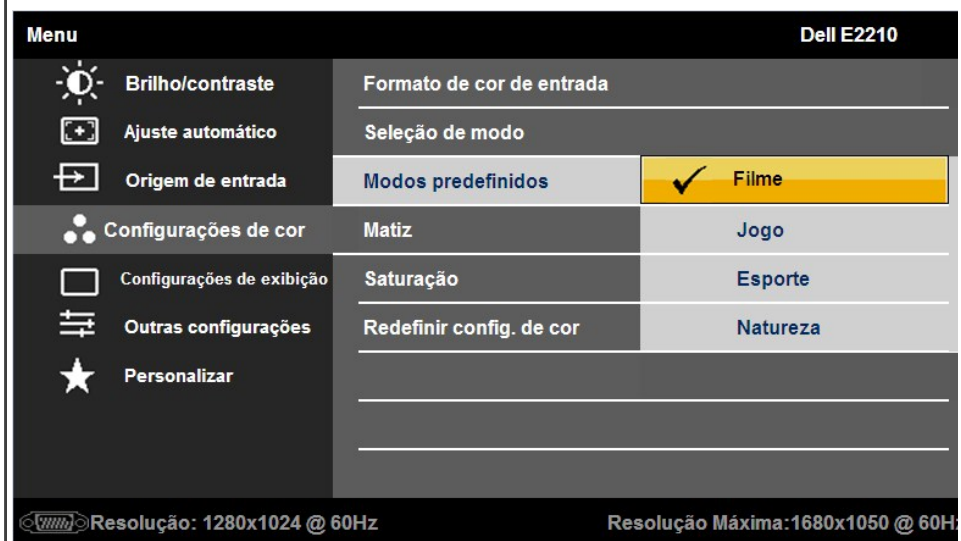 Menu Dell E2210
Brilho/contraste Formato de cor de entrada
Ajuste automático Seleção de modo
Origem de entrada Modos predefinidos Filme
Configurações de cor Matiz Jogo
Configurações de exibição Saturação Esporte
Outras configurações Redefinir config. de cor Natureza
Personalizar
Resolução: 1280x1024 @ 60Hz Resolução Máxima:1680x1050 @ 60Hz